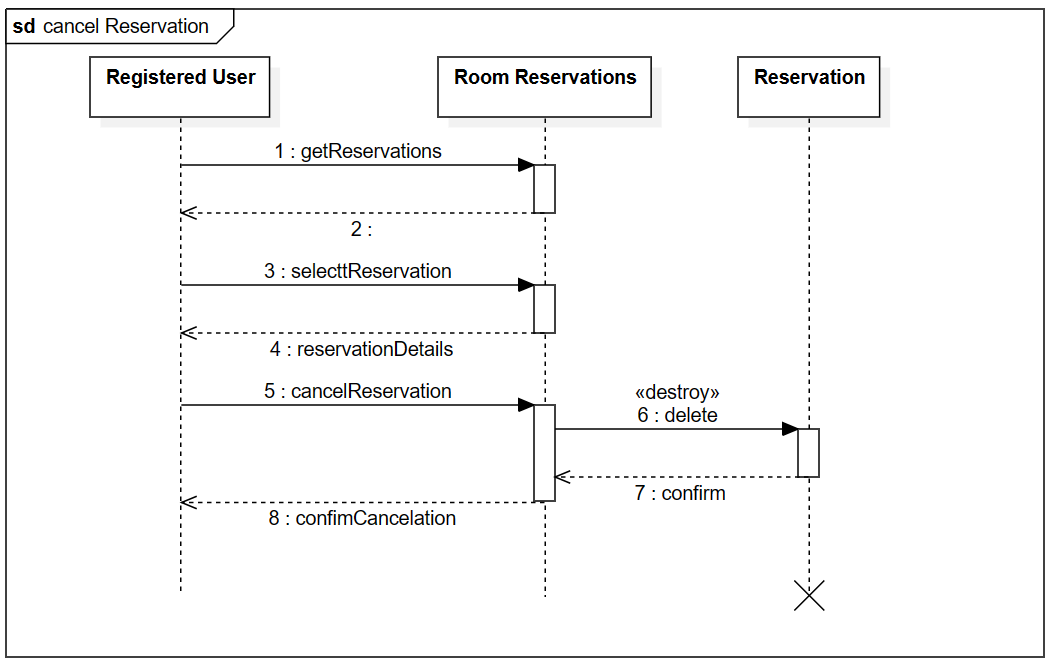 sd cancel Reservation
Registered User
Room Reservations
Reservation
1 : getReservations
2 :
3 : selecttReservation
4 : reservationDetails
5 : cancelReservation
«destroy»
6 : delete
7 : confirm
8 : confimCancelation